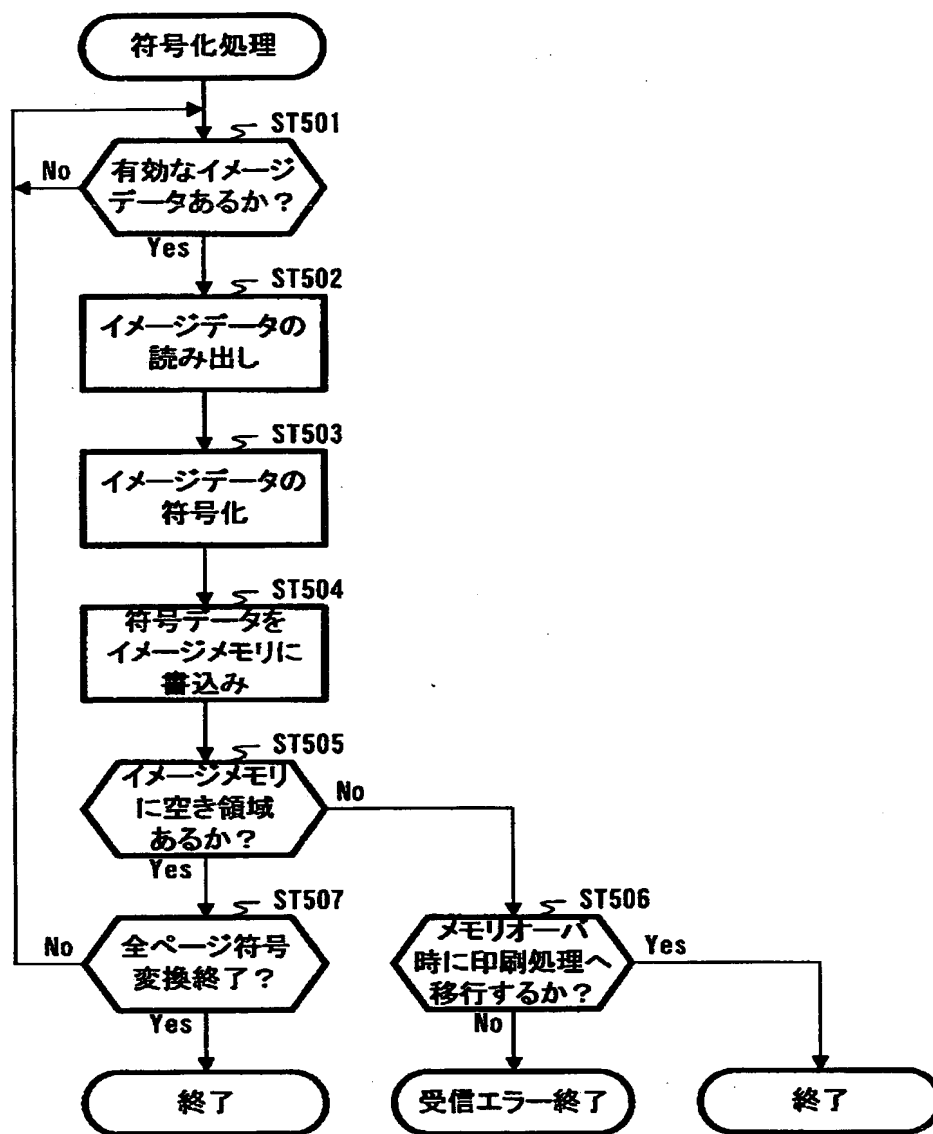 符号化処理
ST501
No
有効なイメージ
データあるか？
Yes
ST502
イメージデータの
読み出し
ST503
イメージデータの
符号化
ST504
符号データを
イメージメモリに
書込み
ST505
イメージメモリ
に空き領域
あるか？
No
Yes
ST507
No
全ページ符号
変換終了？
Yes
ST506
メモリオーバ
時に印刷処理へ
移行するか？
Yes
No
終了
受信エラー終了
終了